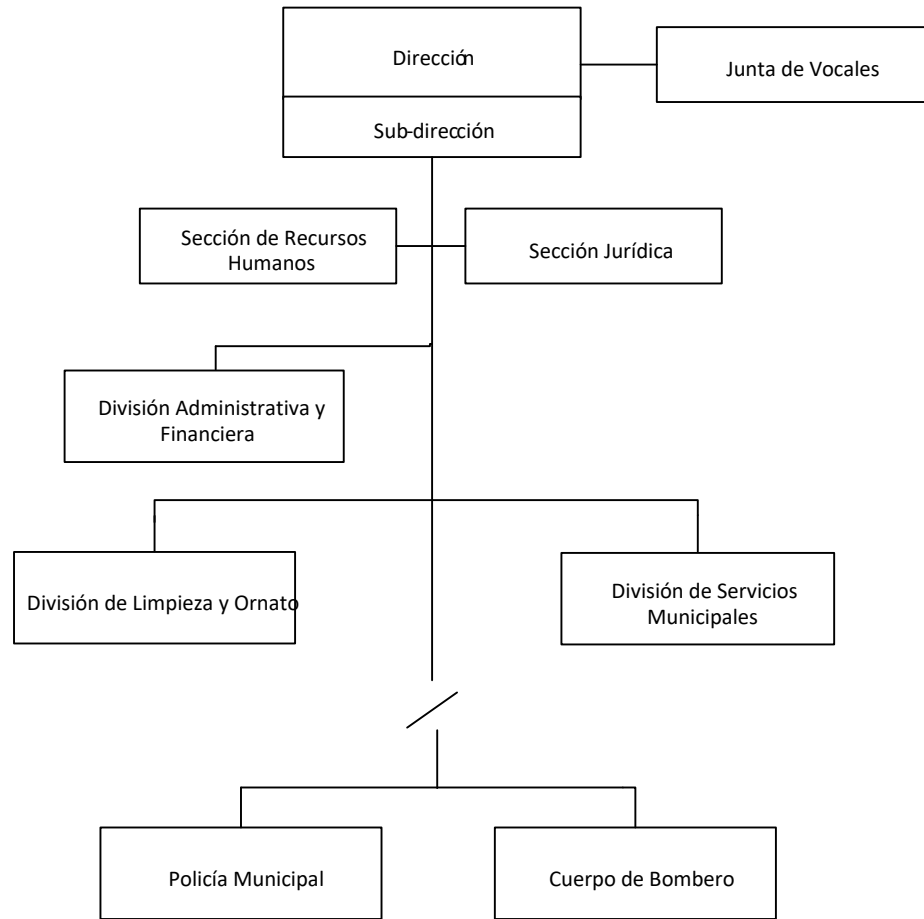 Dirección
Junta de Vocales
Sub-dirección
Sección de Recursos
Humanos
Sección Jurídica
División Administrativa y
Financiera
División de Limpieza y Ornato
División de Servicios
Municipales
Policía Municipal
Cuerpo de Bombero